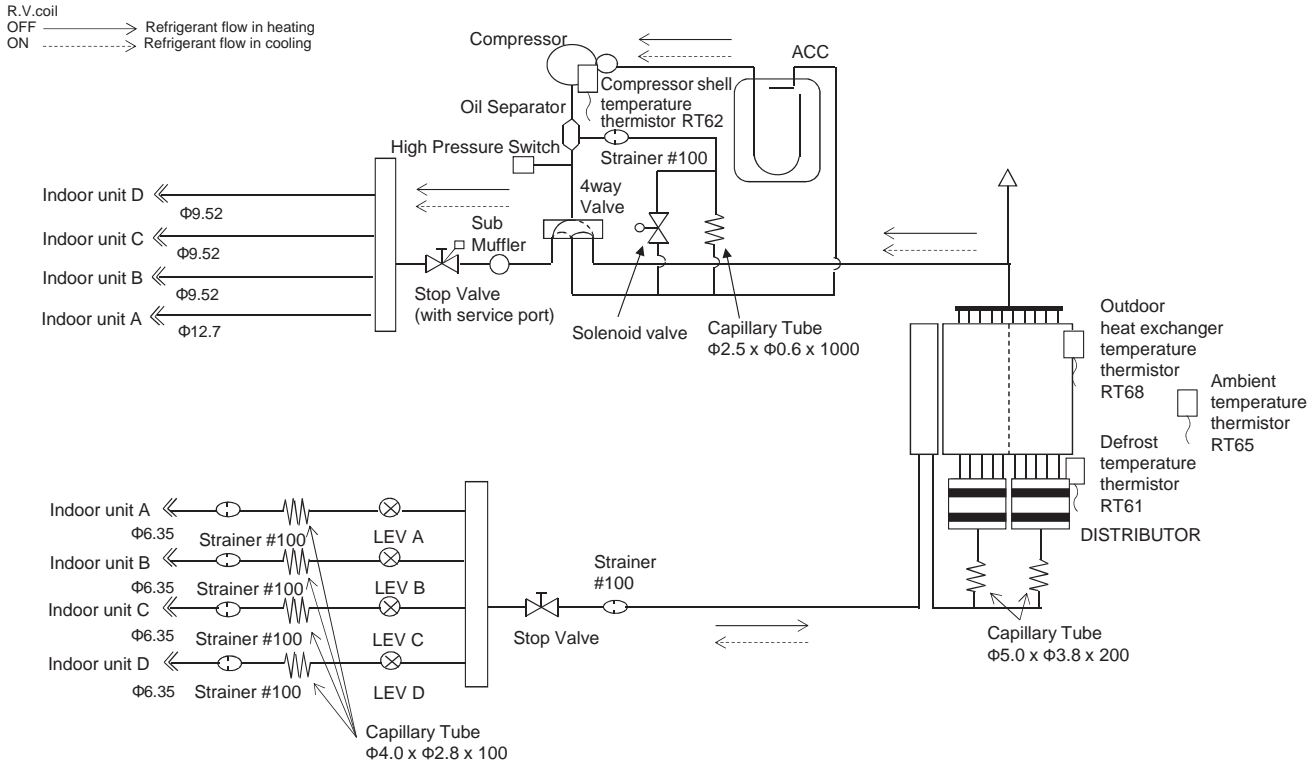 R.V.coil
OFF
Refrigerant flow in heating
ON
Refrigerant flow in cooling
Compressor
ACC
Compressor shell
temperature
thermistor RT62
Oil Separator
High Pressure Switch
Strainer #100
4way
Valve
Indoor unit D
Φ9.52
Indoor unit C
Φ9.52
Indoor unit B
Φ9.52
Indoor unit A
Φ12.7
Sub
Muffler
Stop Valve
(with service port)
Solenoid valve
Capillary Tube
Φ2.5 x Φ0.6 x 1000
Outdoor
heat exchanger
temperature
thermistor
RT68
Ambient
temperature
thermistor
RT65
Defrost
temperature
thermistor
RT61
DISTRIBUTOR
Capillary Tube
Φ5.0 x Φ3.8 x 200
Indoor unit A
Φ6.35
Strainer #100
LEV A
Indoor unit B
Φ6.35
Strainer #100
LEV B
Indoor unit C
Φ6.35
Strainer #100
LEV C
Indoor unit D
Φ6.35
Strainer #100
LEV D
Strainer
#100
Stop Valve
Capillary Tube
Φ4.0 x Φ2.8 x 100